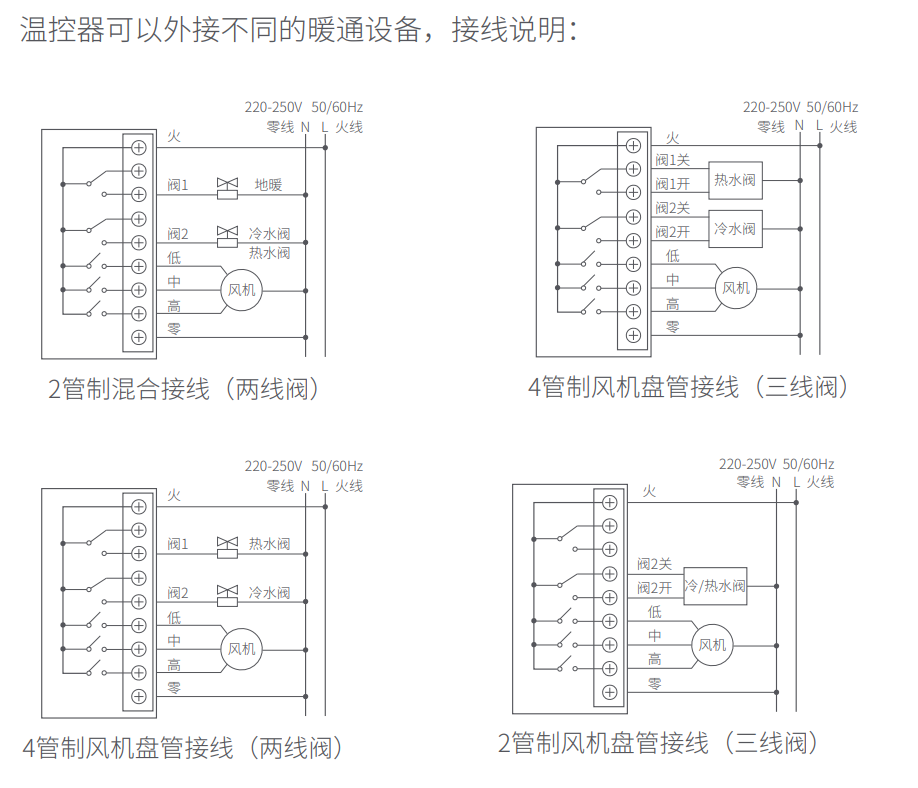 温控器可以外接不同的暖通设备，接线说明：
220-250V 50/60Hz
零线 N L 火线
火
阀1
地暖
阀2
冷水阀
热水阀
低
中
风机
高
零
2管制混合接线（两线阀）
220-250V 50/60Hz
零线 N L 火线
火
阀1关
热水阀
阀1开
阀2关
冷水阀
阀2开
低
中
风机
高
零
4管制风机盘管接线（三线阀）
220-250V 50/60Hz
零线 N L 火线
火
阀1
热水阀
阀2
冷水阀
低
中
风机
高
零
4管制风机盘管接线（两线阀）
220-250V 50/60Hz
零线 N L 火线
火
阀2关
冷/热水阀
阀2开
低
中
风机
高
零
2管制风机盘管接线（三线阀）